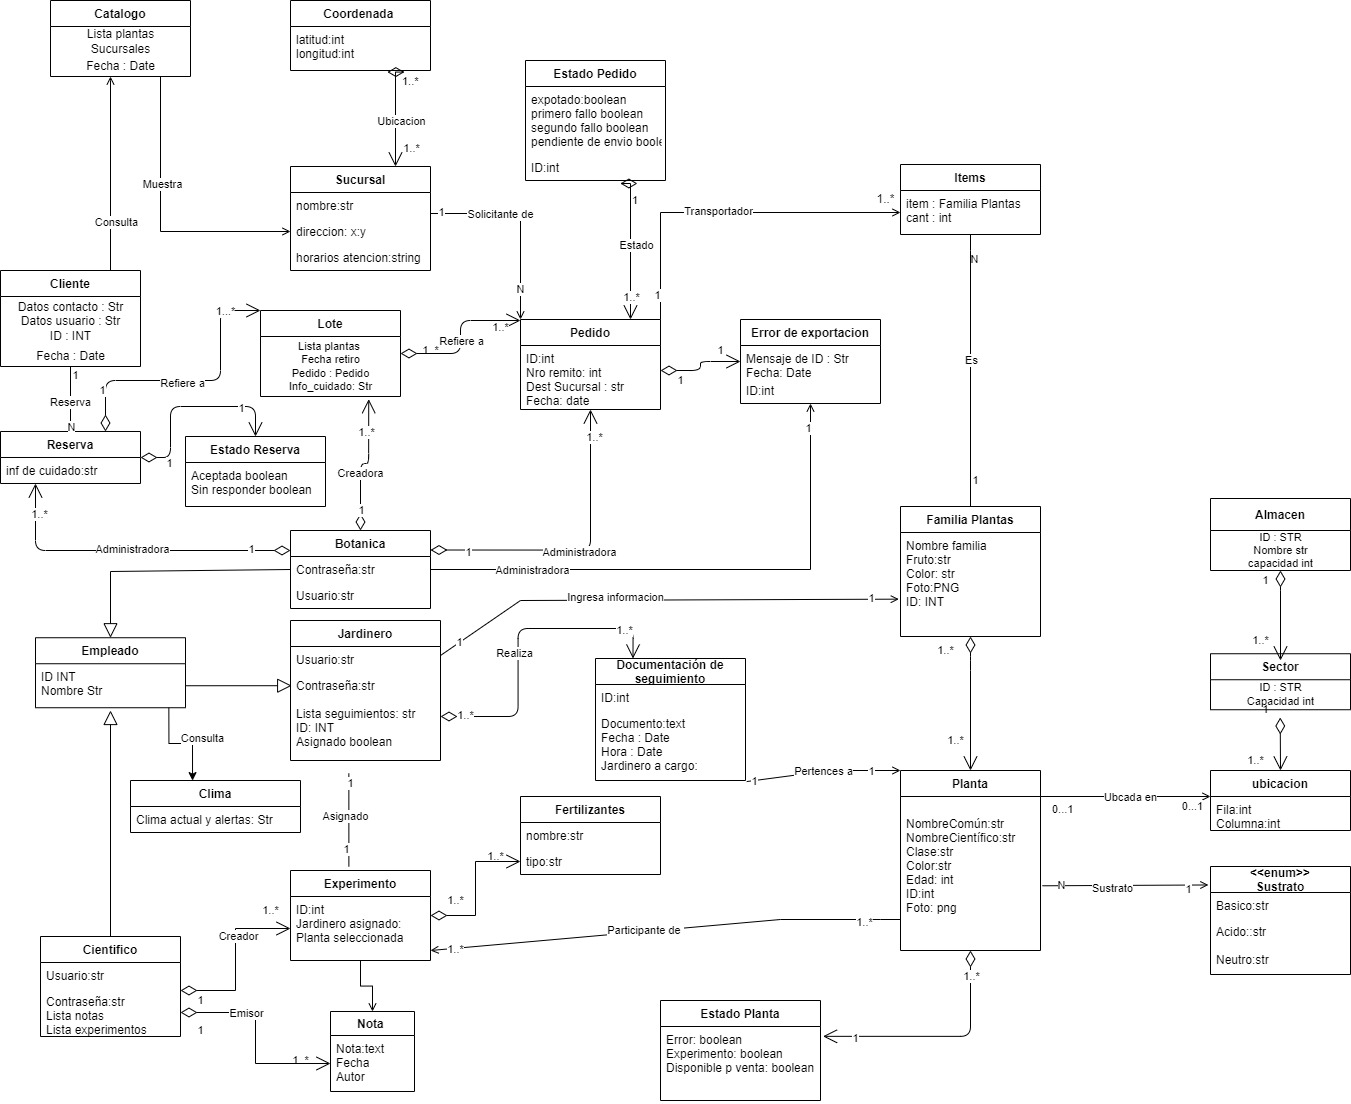 Catalogo
Lista plantas
Sucursales
Fecha : Date
Coordenada
latitud:int
longitud:int
1..*
Ubicacion
1..*
Estado Pedido
expotado:boolean
primero fallo boolean
segundo fallo boolean
pendiente de envio boole
ID:int
1
Estado
1..*
Muestra
Consulta
Sucursal
nombre:str
direccion: x:y
horarios atencion:string
1
Solicitante de
N
Transportador
1..*
1
Items
item : Familia Plantas
cant : int
N
Es
1
Cliente
Datos contacto : Str
Datos usuario : Str
ID : INT
Fecha : Date
1
Reserva
N
1..*
Refiere a
1
Lote
Lista plantas
Fecha retiro
Pedido : Pedido
Info_cuidado: Str
1..*
Refiere a
1..*
Pedido
ID:int
Nro remito: int
Dest Sucursal : str
Fecha: date
1
1
Error de exportacion
Mensaje de ID : Str
Fecha: Date
ID:int
1
Reserva
inf de cuidado:str
1
1
Estado Reserva
Aceptada boolean
Sin responder boolean
1..*
Creadora
1
1..*
1..*
Administradora
1
Botanica
Contraseña:str
Usuario:str
1
Administradora
Administradora
Familia Plantas
Nombre familia
Fruto:str
Color: str
Foto:PNG
ID: INT
1..*
1..*
Almacen
ID : STR
Nombre str
capacidad int
1
1..*
Sector
ID : STR
Capacidad int
1
1..*
ubicacion
Fila:int
Columna:int
Empleado
ID INT
Nombre Str
Consulta
Jardinero
Usuario:str
Contraseña:str
Lista seguimientos: str
ID: INT
Asignado boolean
1
Ingresa informacion
1
1..*
Realiza
1..*
Documentación de
seguimiento
ID:int
Documento:text
Fecha : Date
Hora : Date
Jardinero a cargo:
1
Pertences a
1
Clima
Clima actual y alertas: Str
1
Asignado
1
Fertilizantes
nombre:str
tipo:str
1..*
1..*
Planta
NombreComún:str
NombreCientífico:str
Clase:str
Color:str
Edad: int
ID:int
Foto: png
0...1
Ubcada en
0...1
N
Sustrato
1
<<enum>>
Sustrato
Basico:str
Acido::str
Neutro:str
Experimento
ID:int
Jardinero asignado:
Planta seleccionada
1..*
Participante de
1..*
Cientifico
Usuario:str
Contraseña:str
Lista notas
Lista experimentos
1
Creador
1..*
1
Emisor
1..*
Nota
Nota:text
Fecha
Autor
Estado Planta
Error: boolean
Experimento: boolean
Disponible p venta: boolean
1..*
1